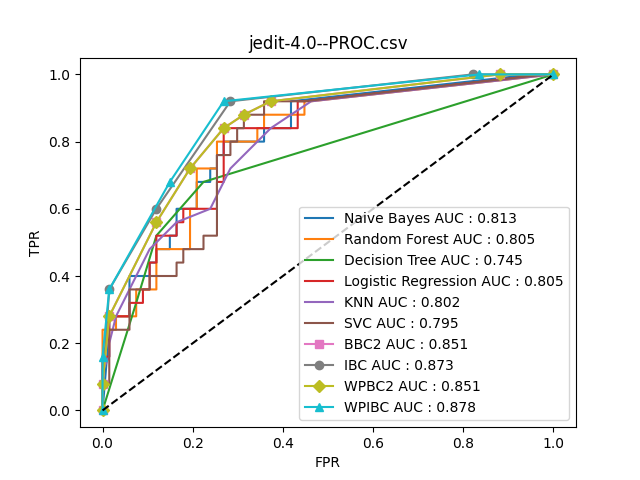 jedit-4.0--PROC.csv
TPR
1.0
0.8
0.6
0.4
0.2
0.0
Naive Bayes AUC : 0.813
Random Forest AUC : 0.805
Decision Tree AUC : 0.745
Logistic Regression AUC : 0.805
KNN AUC : 0.802
SVC AUC : 0.795
BBC2 AUC : 0.851
IBC AUC : 0.873
WPBC2 AUC : 0.851
WPIBC AUC : 0.878
0.0 0.2 0.4 0.6 0.8 1.0
FPR